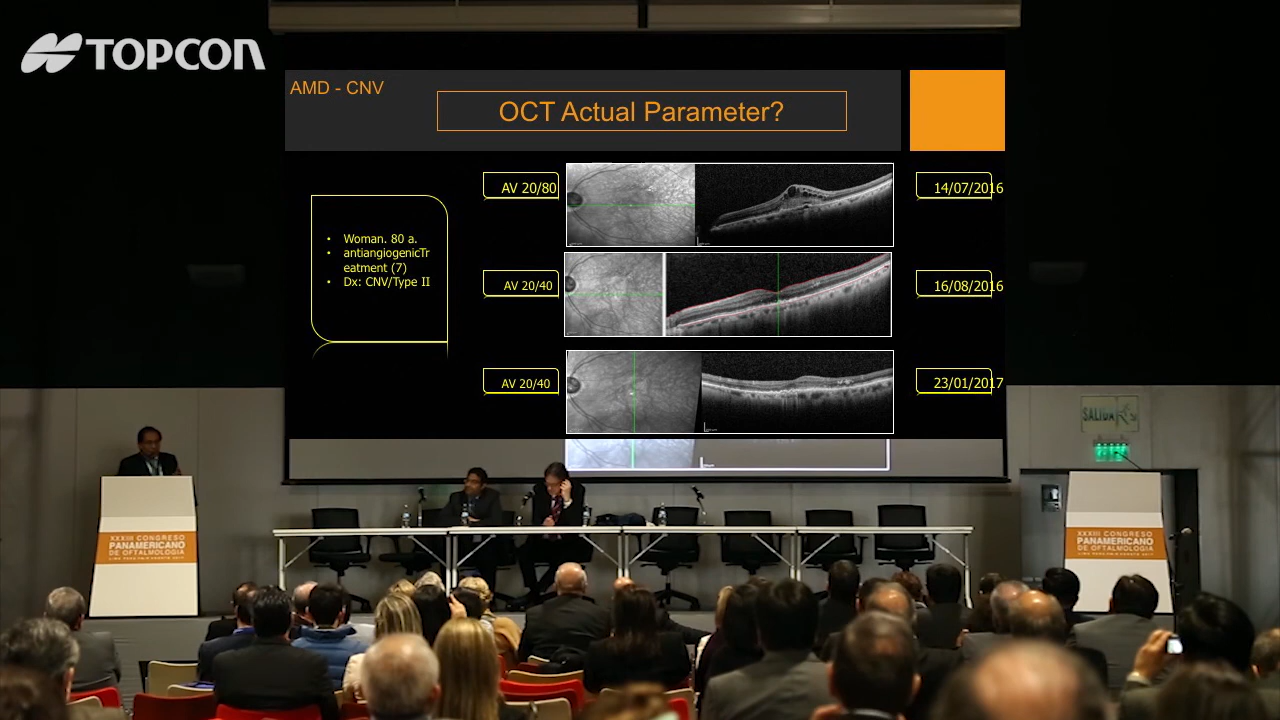 TOPCON
AMD - CNV
OCT Actual Parameter?
AV 20/80
14/07/2016
• Woman. 80 a.
• antiangiogenicTr
eatment (7)
• Dx: CNV/Type II
AV 20/40
16/08/2016
AV 20/40
23/01/2017
SALIDA
XXXIII CONGRESO
PANAMERICANO
DE OFTALMOLOGIA
XXXIII CONGRESO
PANAMERICANO
DE OFTALMOLOGIA